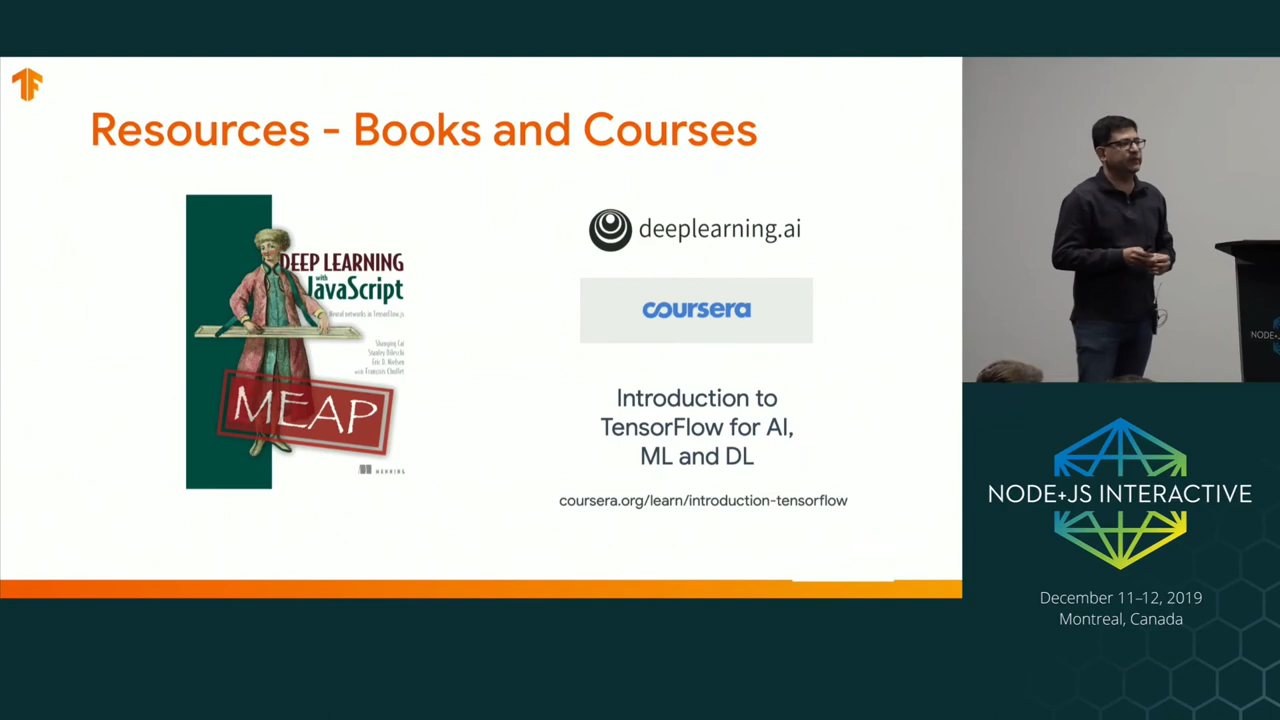 Resources - Books and Courses
DEEP LEARNING
with
JavaScript
Neural networks in TensorFlow.js
Shanqing Cai
Stanley Bileschi
Eric D. Nielsen
with François Chollet
MEAP
MANNING
deeplearning.ai
coursera
Introduction to
TensorFlow for AI,
ML and DL
coursera.org/learn/introduction-tensorflow
NODE+JS INTERACTIVE
December 11–12, 2019
Montreal, Canada